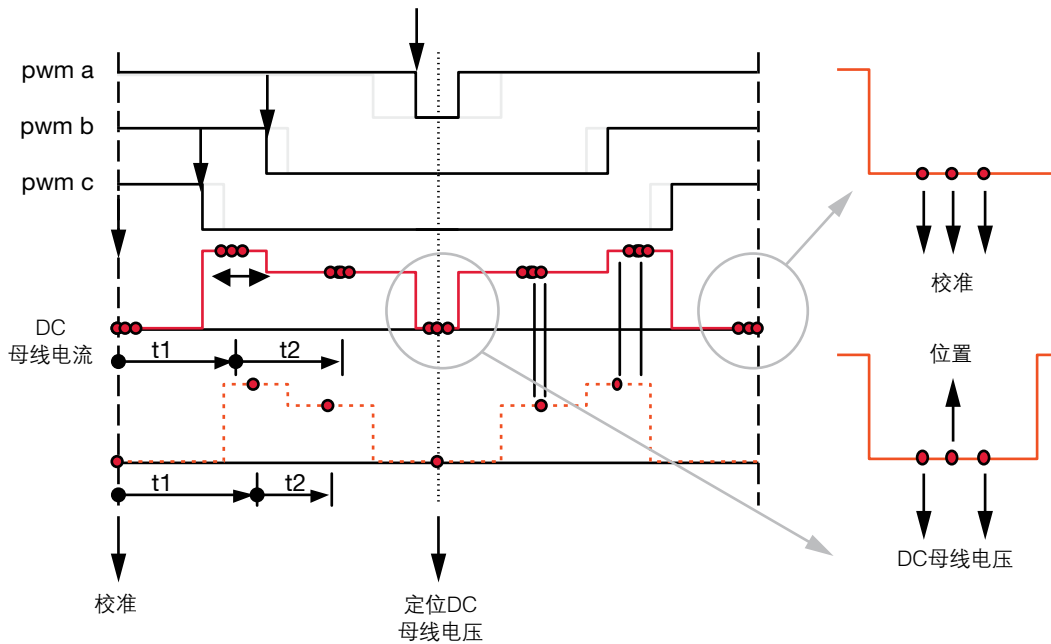 pwm a
pwm b
pwm c
DC
母线电流
t1
t2
t1
t2
校准
定位DC
母线电压
校准
位置
DC母线电压